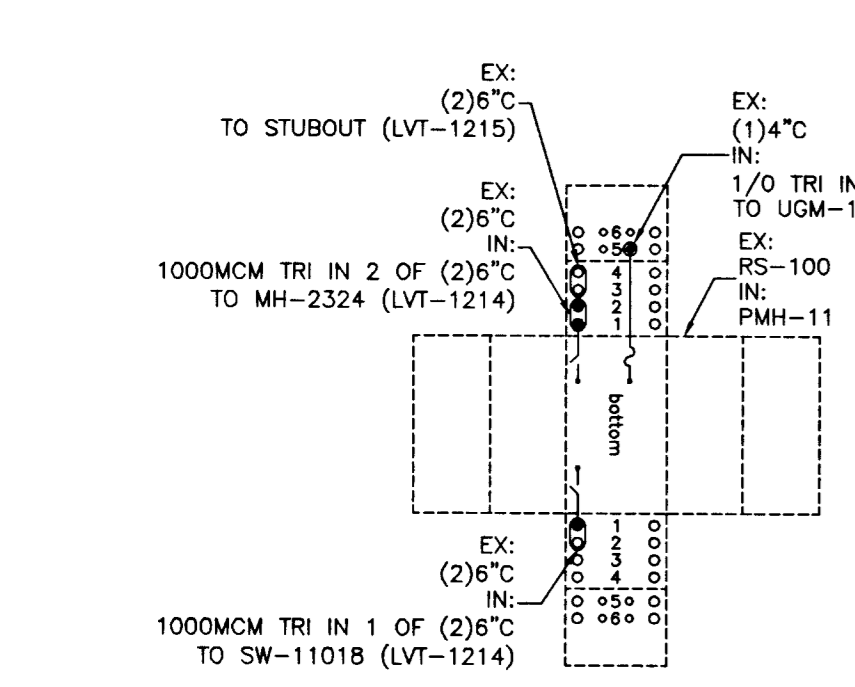 EX:
(2)6"C
TO STUBOUT (LVT-1215)
EX:
(1)4"C
IN:
1/0 TRI IN
TO UGM-1
EX:
(2)6"C
IN:
1000MCM TRI IN 2 OF (2)6"C
TO MH-2324 (LVT-1214)
EX:
RS-100
IN:
PMH-11
6
5
4
3
2
1
bottom
1
2
3
4
5
6
EX:
(2)6"C
IN:
1000MCM TRI IN 1 OF (2)6"C
TO SW-11018 (LVT-1214)